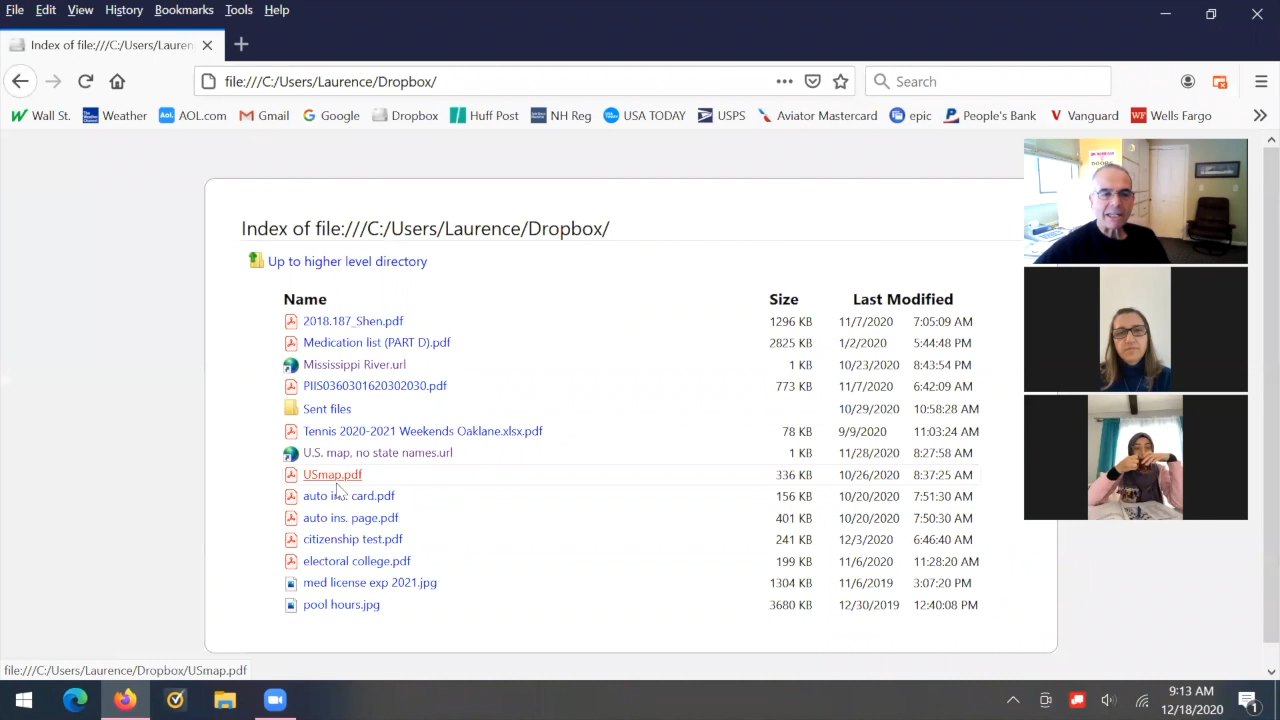 File Edit View History Bookmarks Tools Help
Index of file:///C:/Users/Lauren
file:///C:/Users/Laurence/Dropbox/
Search
Wall St. Weather AOL.com Gmail Google Dropbox Huff Post NH Reg USA TODAY USPS Aviator Mastercard epic People's Bank Vanguard Wells Fargo
Index of file:///C:/Users/Laurence/Dropbox/
Up to higher level directory
Name Size Last Modified
2018.187_Shen.pdf 1296 KB 11/7/2020 7:05:09 AM
Medication list (PART D).pdf 2825 KB 1/2/2020 5:44:48 PM
Mississippi River.url 1 KB 10/23/2020 8:43:54 PM
PIIS0360301620302030.pdf 773 KB 11/7/2020 6:42:09 AM
Sent files 10/29/2020 10:58:28 AM
Tennis 2020-2021 Weekends Oaklane.xlsx.pdf 78 KB 9/9/2020 11:03:24 AM
U.S. map, no state names.url 1 KB 11/28/2020 8:27:58 AM
USmap.pdf 336 KB 10/26/2020 8:37:25 AM
auto ins. card.pdf 156 KB 10/20/2020 7:51:30 AM
auto ins. page.pdf 401 KB 10/20/2020 7:50:30 AM
citizenship test.pdf 241 KB 12/3/2020 6:46:40 AM
electoral college.pdf 199 KB 11/6/2020 11:28:20 AM
med license exp 2021.jpg 1304 KB 11/6/2019 3:07:20 PM
pool hours.jpg 3680 KB 12/30/2019 12:40:08 PM
file:///C:/Users/Laurence/Dropbox/USmap.pdf
9:13 AM
12/18/2020
1